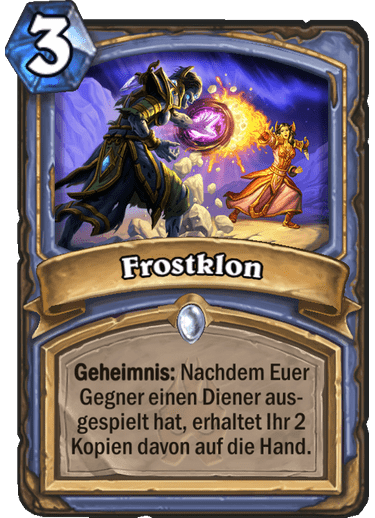 3
Frostklon
Geheimnis: Nachdem Euer
Gegner einen Diener aus-
gespielt hat, erhaltet Ihr 2
Kopien davon auf die Hand.